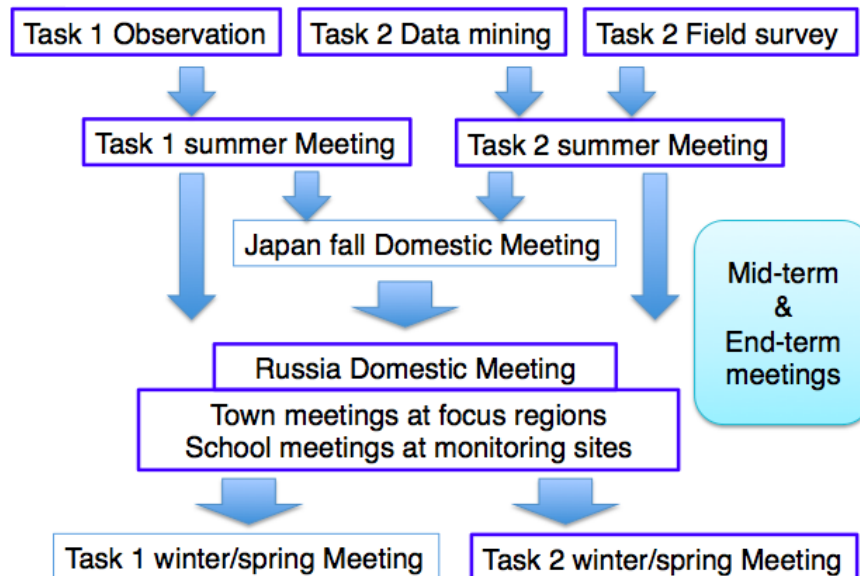 Task 1 Observation
Task 2 Data mining
Task 2 Field survey
Task 1 summer Meeting
Task 2 summer Meeting
Japan fall Domestic Meeting
Mid-term
&
End-term
meetings
Russia Domestic Meeting
Town meetings at focus regions
School meetings at monitoring sites
Task 1 winter/spring Meeting
Task 2 winter/spring Meeting